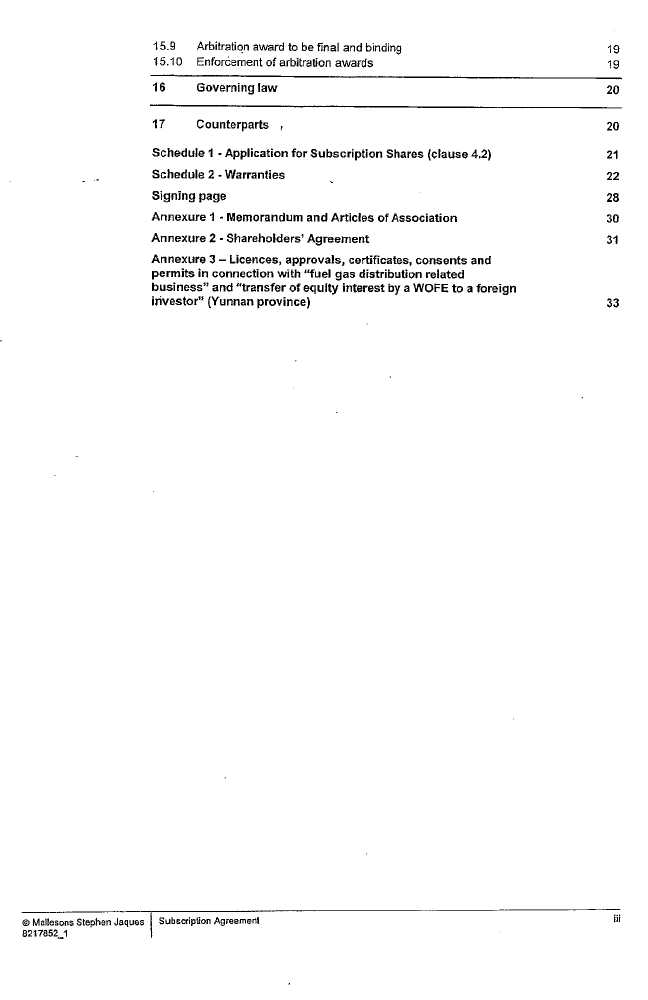 15.9 Arbitration award to be final and binding 19
15.10 Enforcement of arbitration awards 19
16 Governing law 20
17 Counterparts 20
Schedule 1 - Application for Subscription Shares (clause 4.2) 21
Schedule 2 - Warranties 22
Signing page 28
Annexure 1 - Memorandum and Articles of Association 30
Annexure 2 - Shareholders' Agreement 31
Annexure 3 – Licences, approvals, certificates, consents and
permits in connection with "fuel gas distribution related
business" and "transfer of equity interest by a WOFE to a foreign
investor" (Yunnan province) 33
© Mallesons Stephen Jaques Subscription Agreement iii
8217852_1